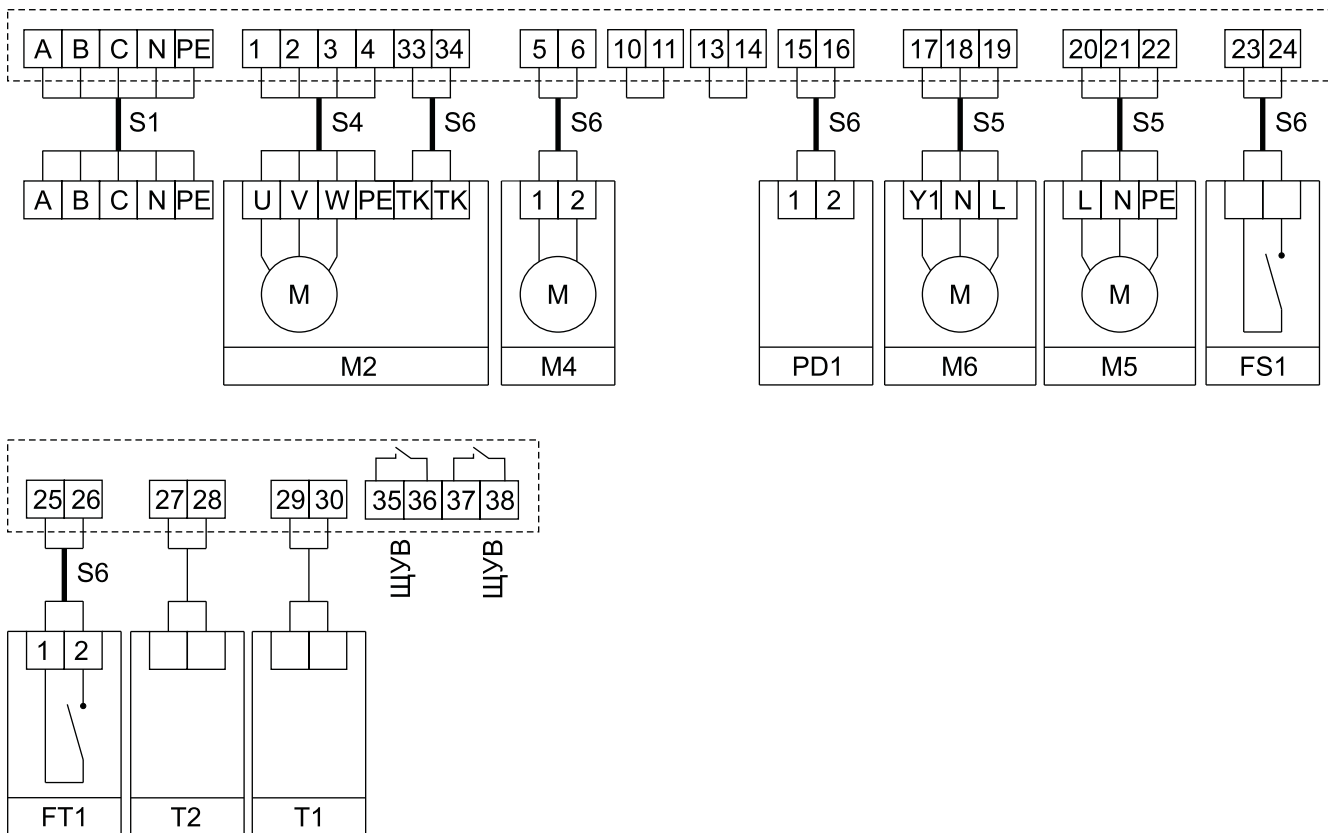 A B C N PE 1 2 3 4 33 34 5 6 10 11 13 14 15 16 17 18 19 20 21 22 23 24
S1 S4 S6 S6 S6 S5 S5 S6
A B C N PE U V W PE TK TK 1 2 1 2 Y1 N L L N PE
M M M M
M2 M4 PD1 M6 M5 FS1
25 26 27 28 29 30 35 36 37 38
ЩУВ ЩУВ
S6
1 2
FT1 T2 T1